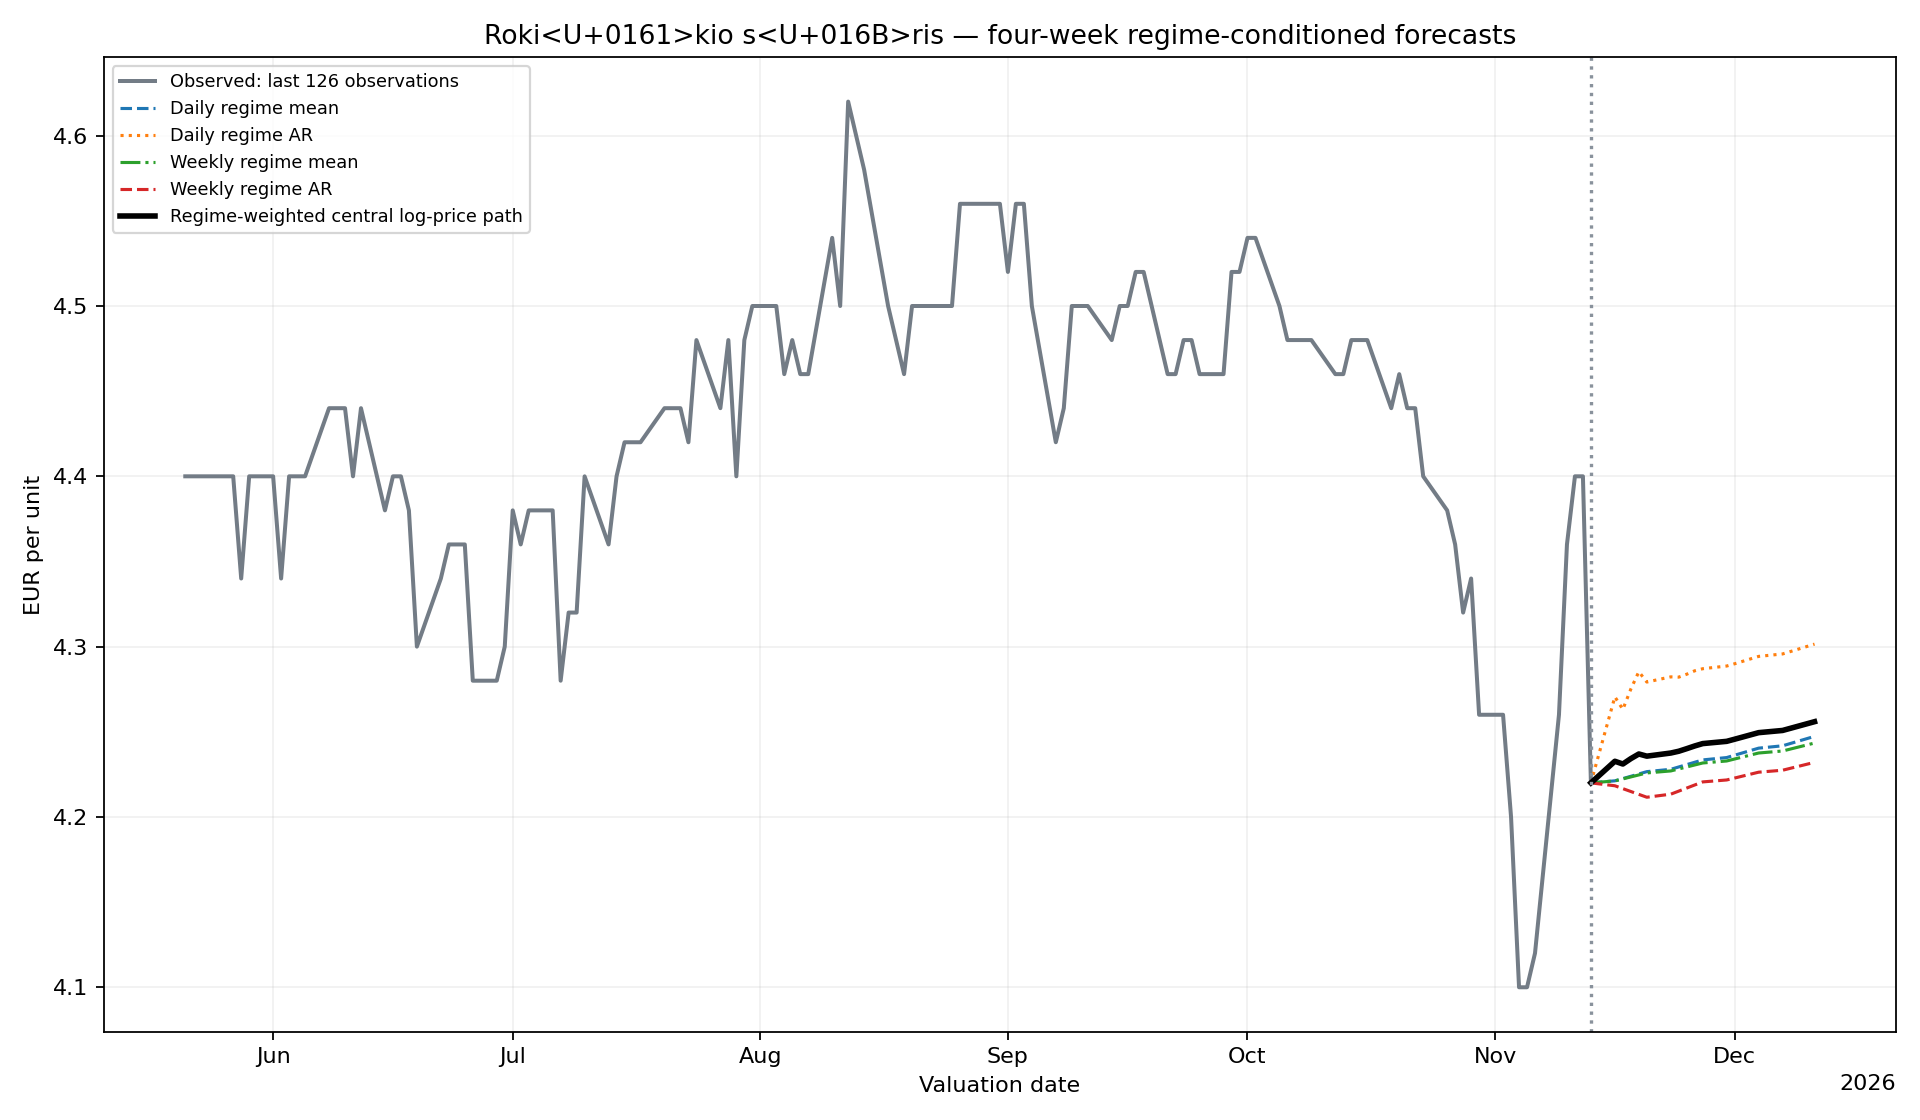 Roki<U+0161>kio s<U+016B>ris — four-week regime-conditioned forecasts
Observed: last 126 observations
Daily regime mean
Daily regime AR
Weekly regime mean
Weekly regime AR
Regime-weighted central log-price path
4.6
4.5
4.4
4.3
4.2
4.1
EUR per unit
Jun
Jul
Aug
Sep
Oct
Nov
Dec
Valuation date
2026